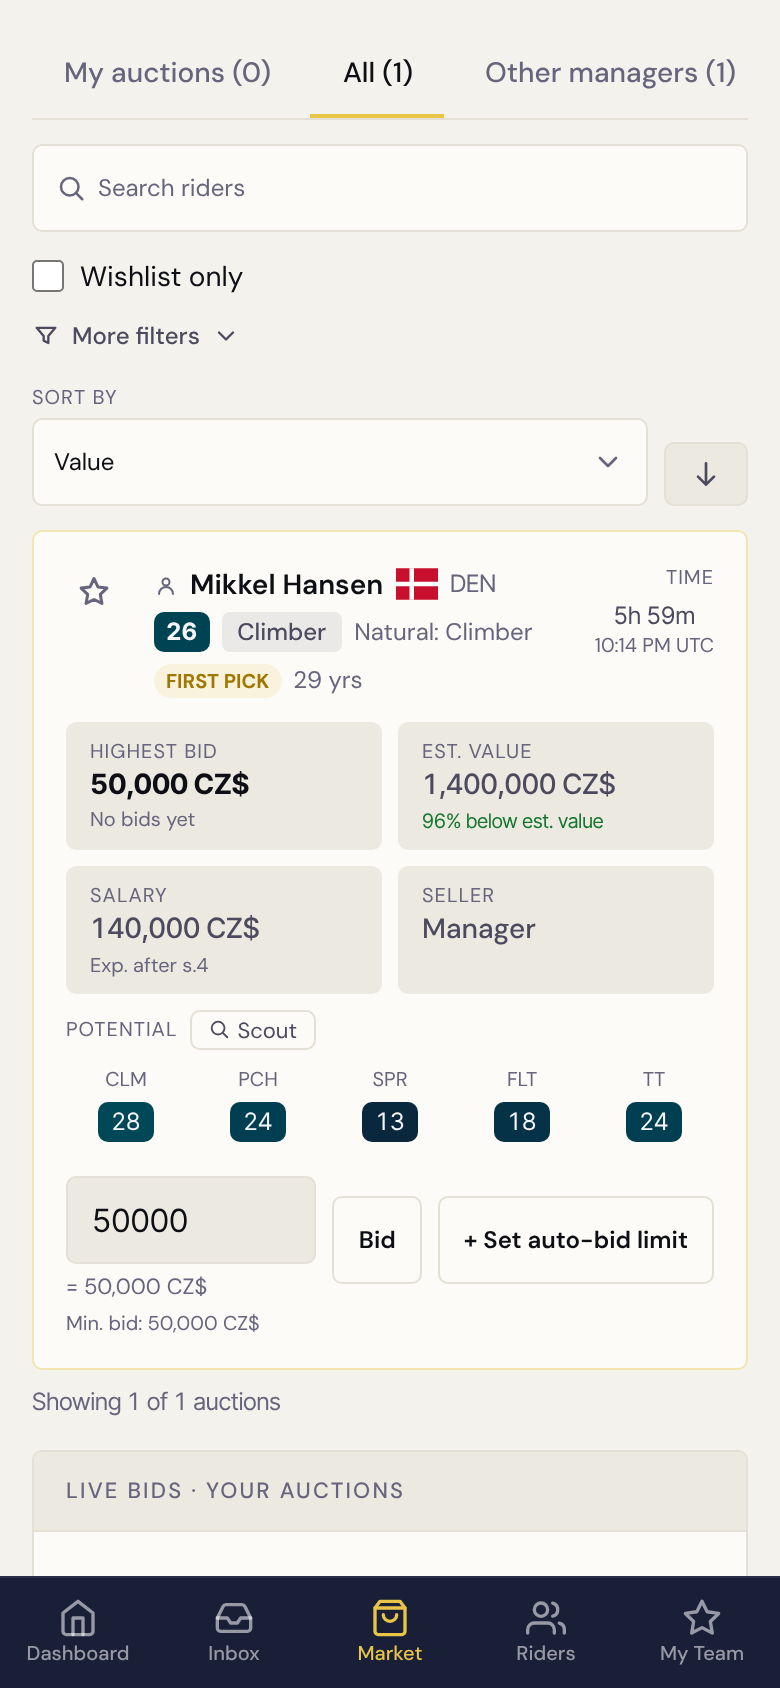 My auctions (0) All (1) Other managers (1)
Search riders
Wishlist only
More filters
SORT BY
Value
Mikkel Hansen DEN
26 Climber Natural: Climber
FIRST PICK 29 yrs
TIME
5h 59m
10:14 PM UTC
HIGHEST BID
50,000 CZ$
No bids yet
EST. VALUE
1,400,000 CZ$
96% below est. value
SALARY
140,000 CZ$
Exp. after s.4
SELLER
Manager
POTENTIAL Scout
CLM PCH SPR FLT TT
28 24 13 18 24
50000 Bid + Set auto-bid limit
= 50,000 CZ$
Min. bid: 50,000 CZ$
Showing 1 of 1 auctions
LIVE BIDS · YOUR AUCTIONS
Dashboard Inbox Market Riders My Team